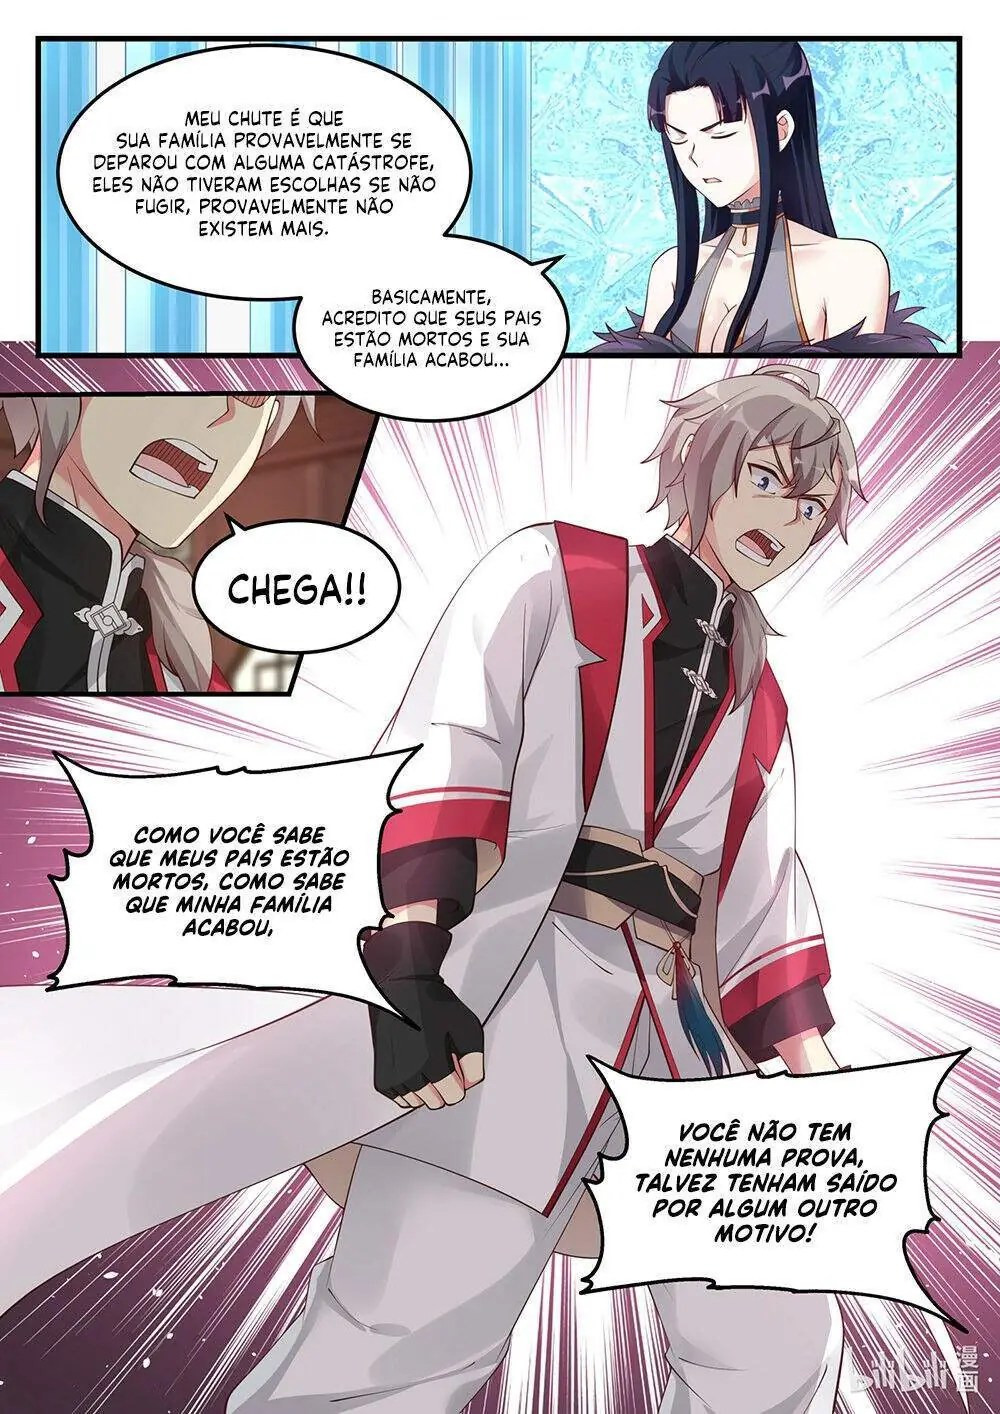 MEU CHUTE É QUE
SUA FAMÍLIA PROVAVELMENTE SE
DEPAROU COM ALGUMA CATÁSTROFE,
ELES NÃO TIVERAM ESCOLHAS SE NÃO
FUGIR, PROVAVELMENTE NÃO
EXISTEM MAIS.
BASICAMENTE,
ACREDITO QUE SEUS PAIS
ESTÃO MORTOS E SUA
FAMÍLIA ACABOU...
CHEGA!!
COMO VOCÊ SABE
QUE MEUS PAIS ESTÃO
MORTOS, COMO SABE
QUE MINHA FAMÍLIA
ACABOU,
VOCÊ NÃO TEM
NENHUMA PROVA,
TALVEZ TENHAM SAÍDO
POR ALGUM OUTRO
MOTIVO!
bilibili 漫画